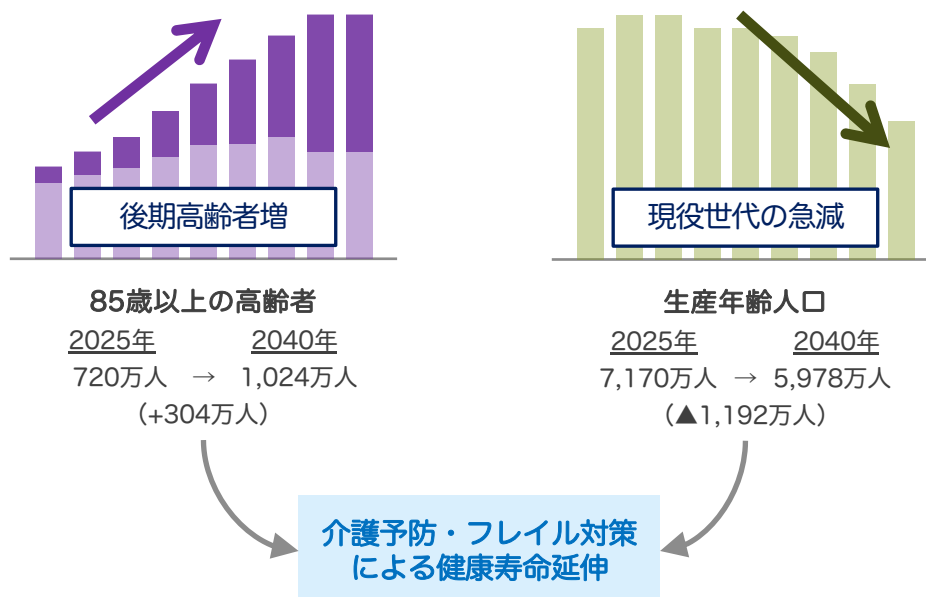 後期高齢者増
85歳以上の高齢者
2025年 2040年
720万人 → 1,024万人
（+304万人）
現役世代の急減
生産年齢人口
2025年 2040年
7,170万人 → 5,978万人
（▲1,192万人）
介護予防・フレイル対策
による健康寿命延伸